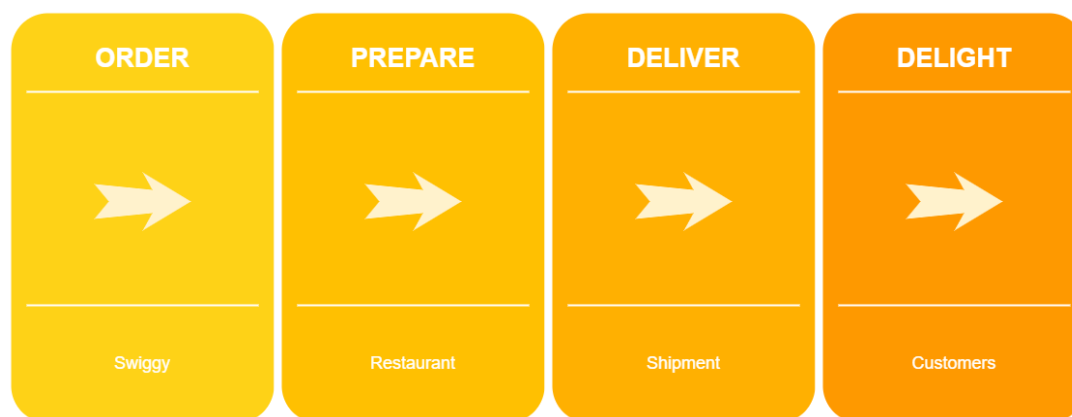 ORDER
PREPARE
DELIVER
DELIGHT
Swiggy
Restaurant
Shipment
Customers